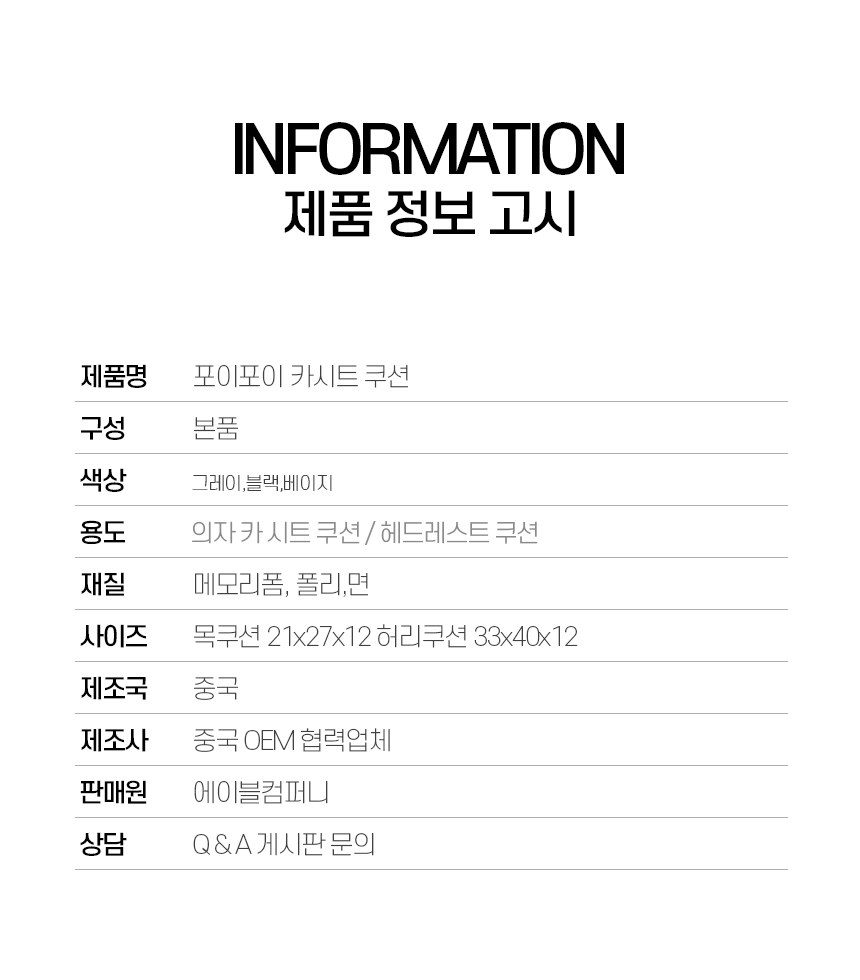 INFORMATION
제품 정보 고시
제품명 포이포이 카시트 쿠션
구성 본품
색상 그레이,블랙,베이지
용도 의자 카 시트 쿠션 / 헤드레스트 쿠션
재질 메모리폼, 폴리,면
사이즈 목쿠션 21x27x12 허리쿠션 33x40x12
제조국 중국
제조사 중국 OEM 협력업체
판매원 에이블컴퍼니
상담 Q & A 게시판 문의